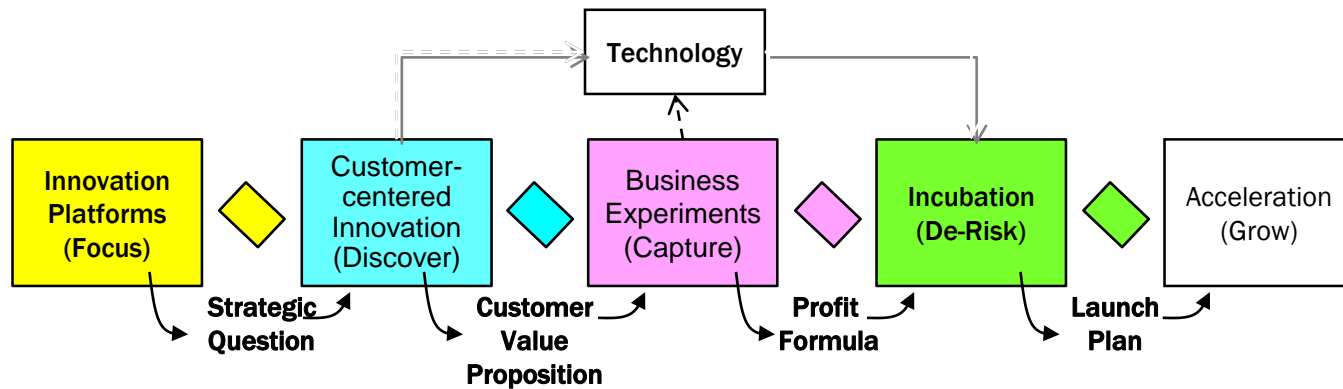 Technology
Innovation
Platforms
(Focus)
Customer-
centered
Innovation
(Discover)
Business
Experiments
(Capture)
Incubation
(De-Risk)
Acceleration
(Grow)
Strategic
Question
Customer
Value
Proposition
Profit
Formula
Launch
Plan